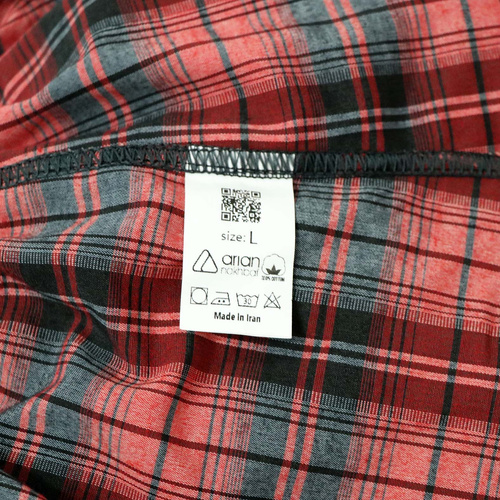 size: L
arian
nakhbaf
100% COTTON
30
Made in Iran